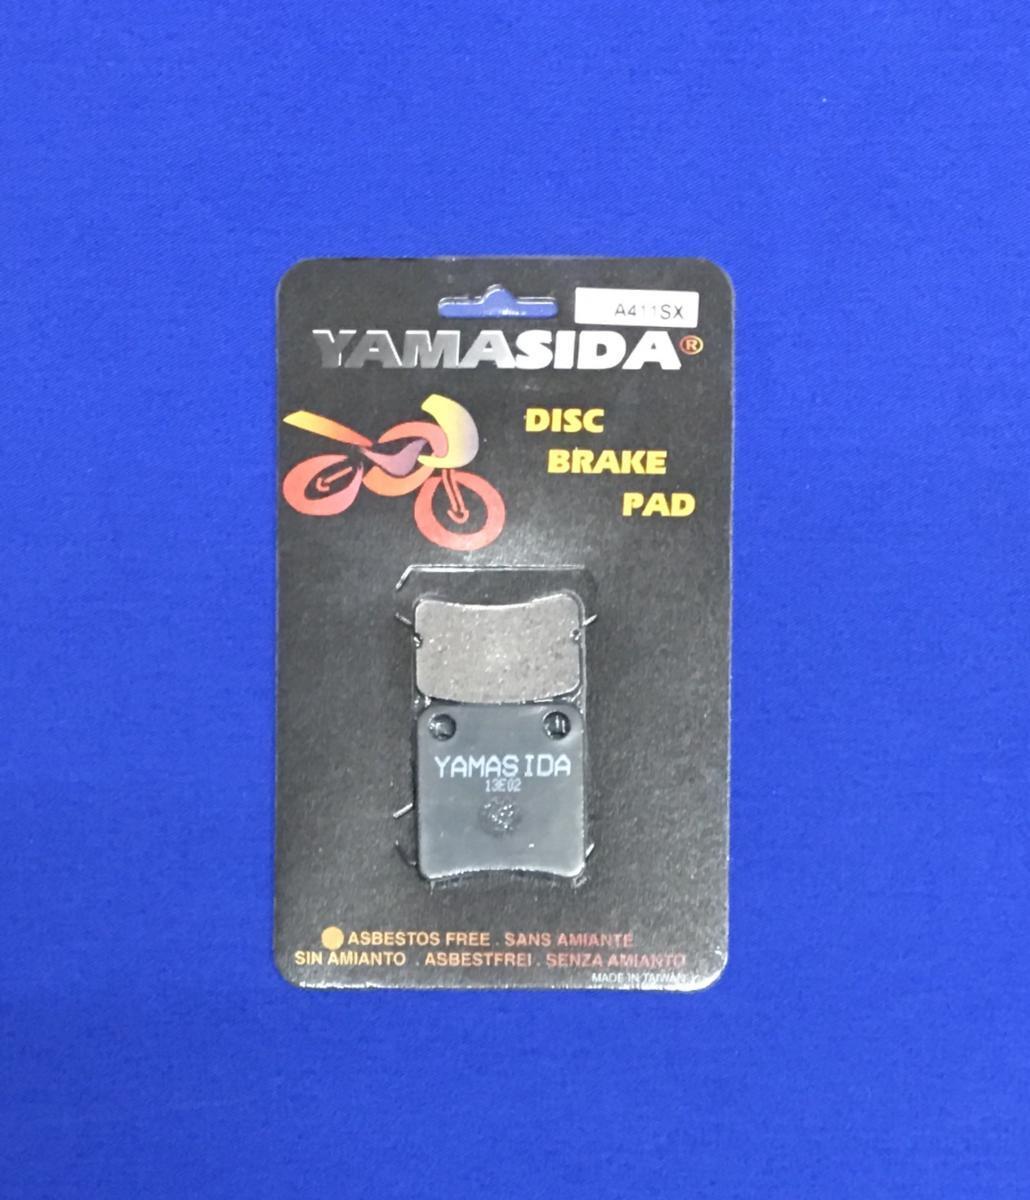 A411SX
YAMASIDA®
DISC
BRAKE
PAD
YAMASIDA
13E02
ASBESTOS FREE . SANS AMIANTE
SIN AMIANTO . ASBESTFREI . SENZA AMIANTO
MADE IN TAIWAN